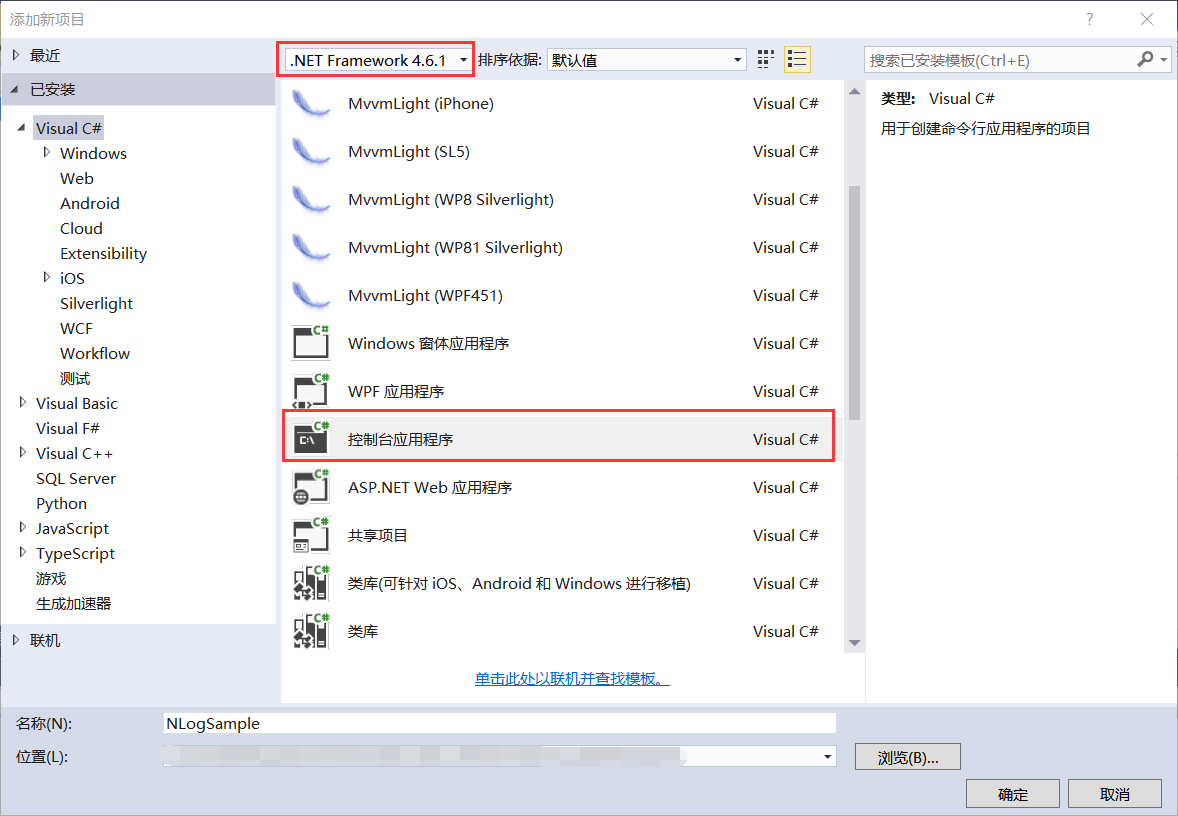 添加新项目
?
最近
.NET Framework 4.6.1
排序依据:
默认值
搜索已安装模板(Ctrl+E)
已安装
Visual C#
Windows
Web
Android
Cloud
Extensibility
iOS
Silverlight
WCF
Workflow
测试
Visual Basic
Visual F#
Visual C++
SQL Server
Python
JavaScript
TypeScript
游戏
生成加速器
联机
MvvmLight (iPhone) Visual C#
MvvmLight (SL5) Visual C#
MvvmLight (WP8 Silverlight) Visual C#
MvvmLight (WP81 Silverlight) Visual C#
MvvmLight (WPF451) Visual C#
Windows 窗体应用程序 Visual C#
WPF 应用程序 Visual C#
控制台应用程序 Visual C#
ASP.NET Web 应用程序 Visual C#
共享项目 Visual C#
类库(可针对 iOS、Android 和 Windows 进行移植) Visual C#
类库 Visual C#
单击此处以联机并查找模板。
类型: Visual C#
用于创建命令行应用程序的项目
名称(N): NLogSample
位置(L):
浏览(B)...
确定
取消